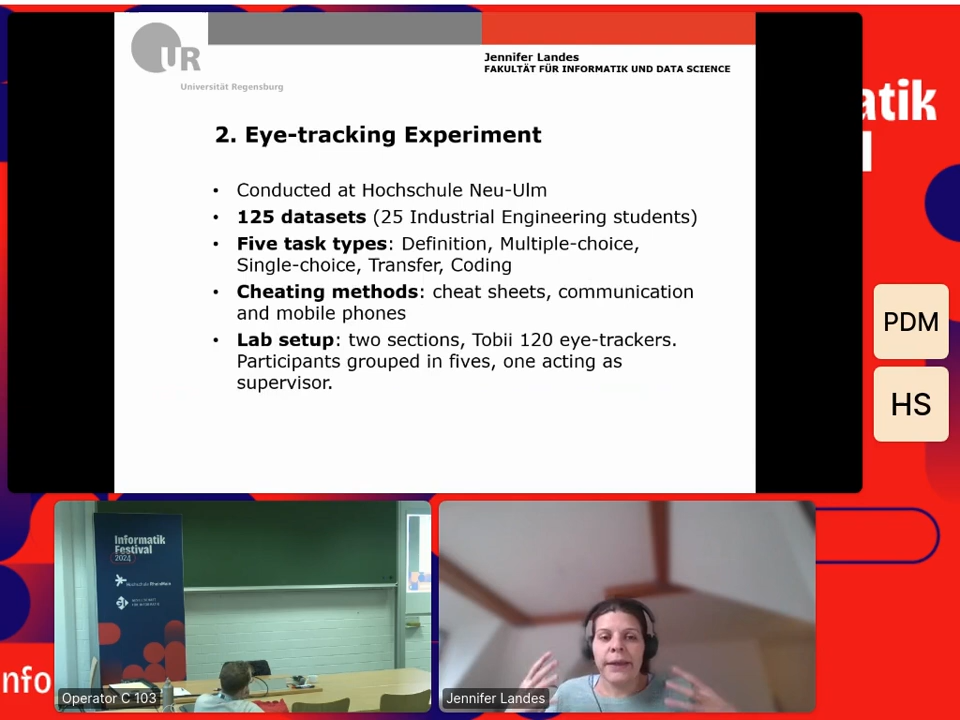 UR
Universität Regensburg
Jennifer Landes
FAKULTÄT FÜR INFORMATIK UND DATA SCIENCE
2. Eye-tracking Experiment
• Conducted at Hochschule Neu-Ulm
• 125 datasets (25 Industrial Engineering students)
• Five task types: Definition, Multiple-choice,
Single-choice, Transfer, Coding
• Cheating methods: cheat sheets, communication
and mobile phones
• Lab setup: two sections, Tobii 120 eye-trackers.
Participants grouped in fives, one acting as
supervisor.
atik
PDM
HS
Informatik
Festival
2024
Hochschule RheinMain
Operator C 103
Jennifer Landes
nfo